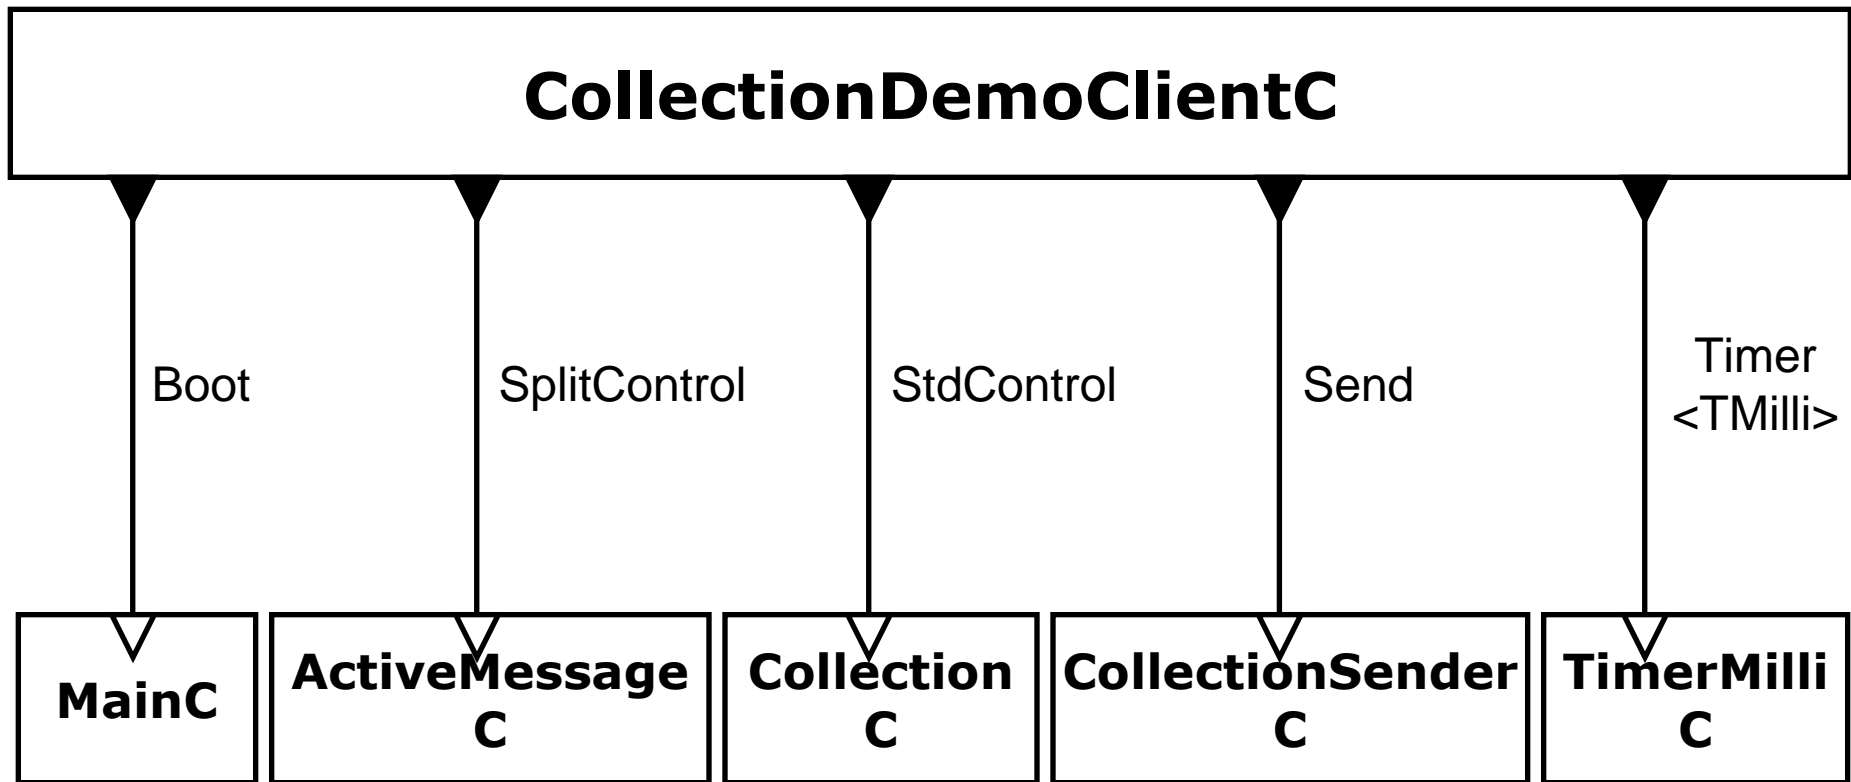 CollectionDemoClientC
Boot
SplitControl
StdControl
Send
Timer
<TMilli>
MainC
ActiveMessage
C
Collection
C
CollectionSender
C
TimerMilli
C